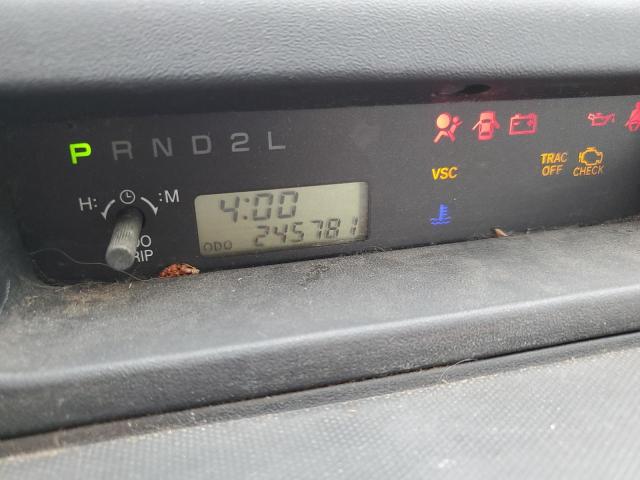 P R N D 2 L
VSC
TRAC
OFF
CHECK
H: :M
4:00
ODO 245781